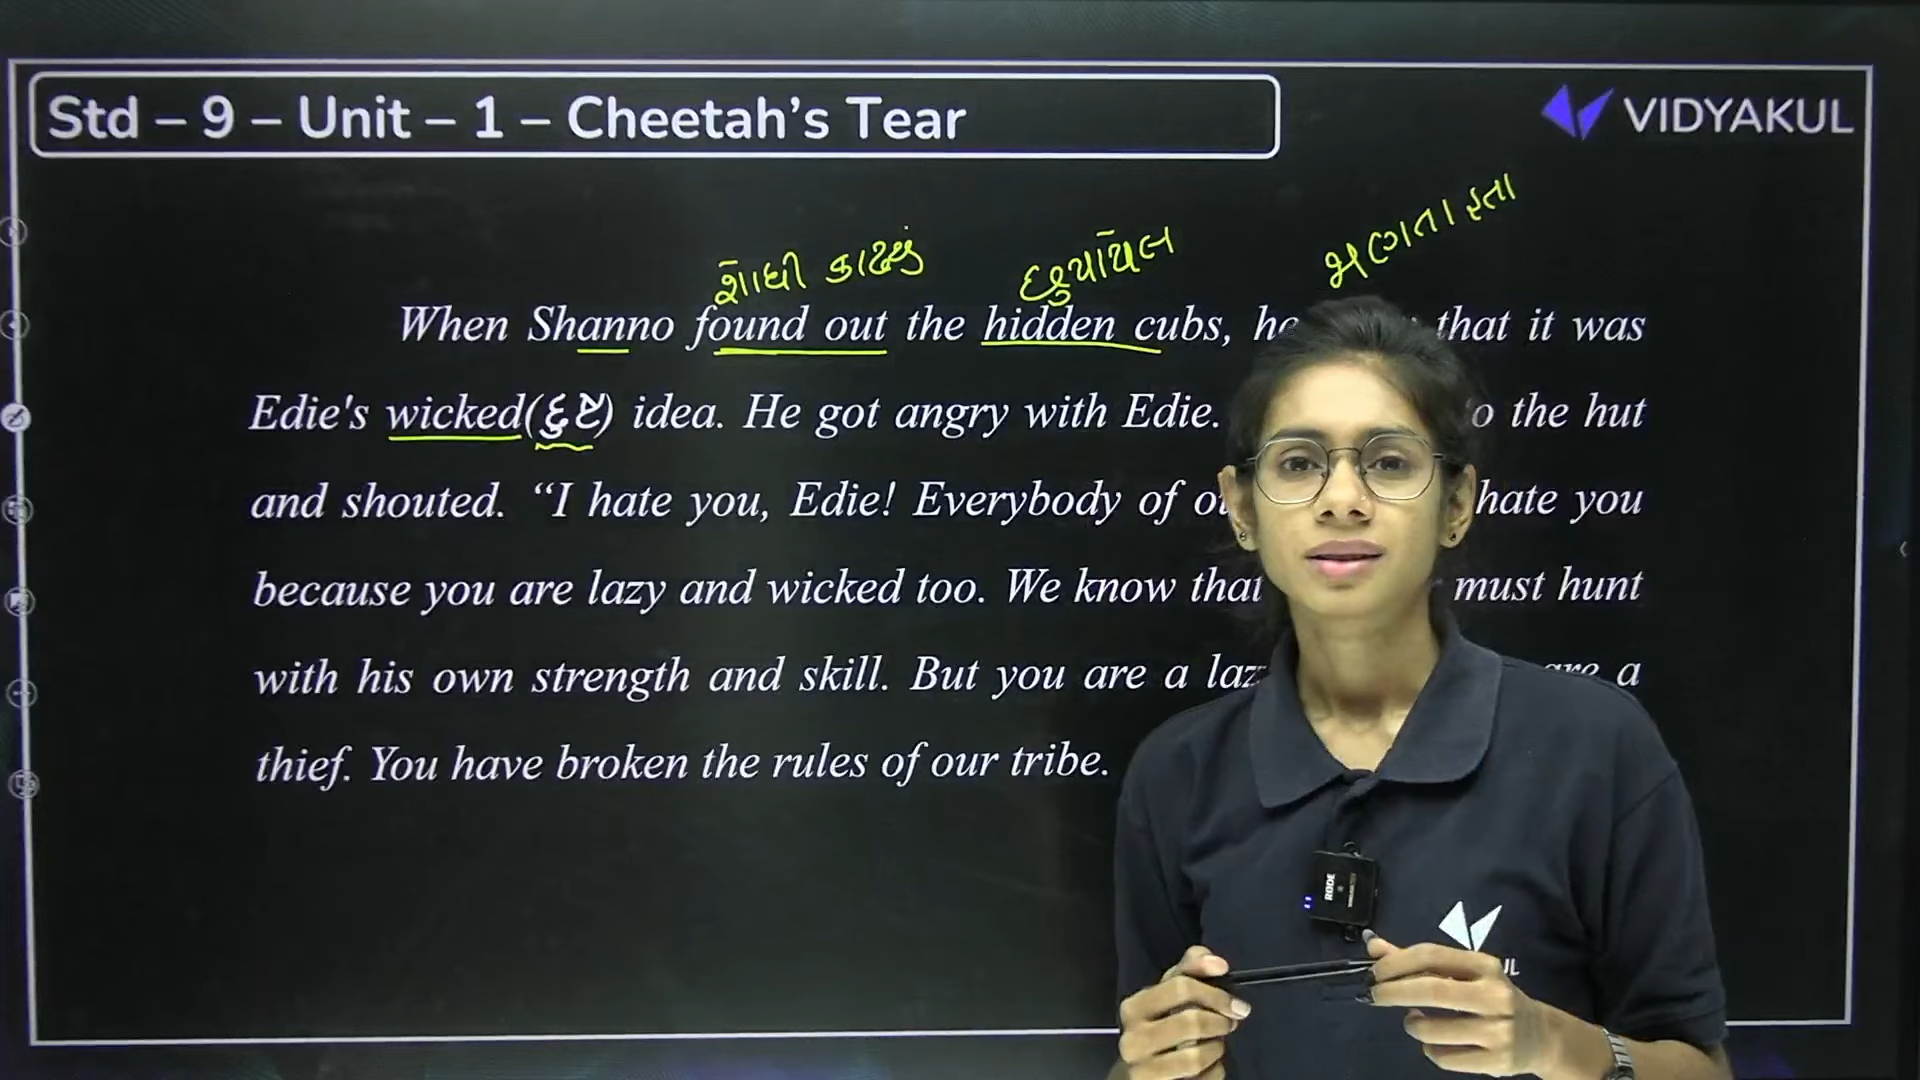 Std – 9 – Unit – 1 – Cheetah's Tear
VIDYAKUL
શોધી કાઢવું
When Shanno found out the hidden cubs, he that it was
Edie's wicked(દુષ્ટ) idea. He got angry with Edie. the hut
and shouted. “I hate you, Edie! Everybody of hate you
because you are lazy and wicked too. We know that must hunt
with his own strength and skill. But you are a are a
thief. You have broken the rules of our tribe.
RØDE